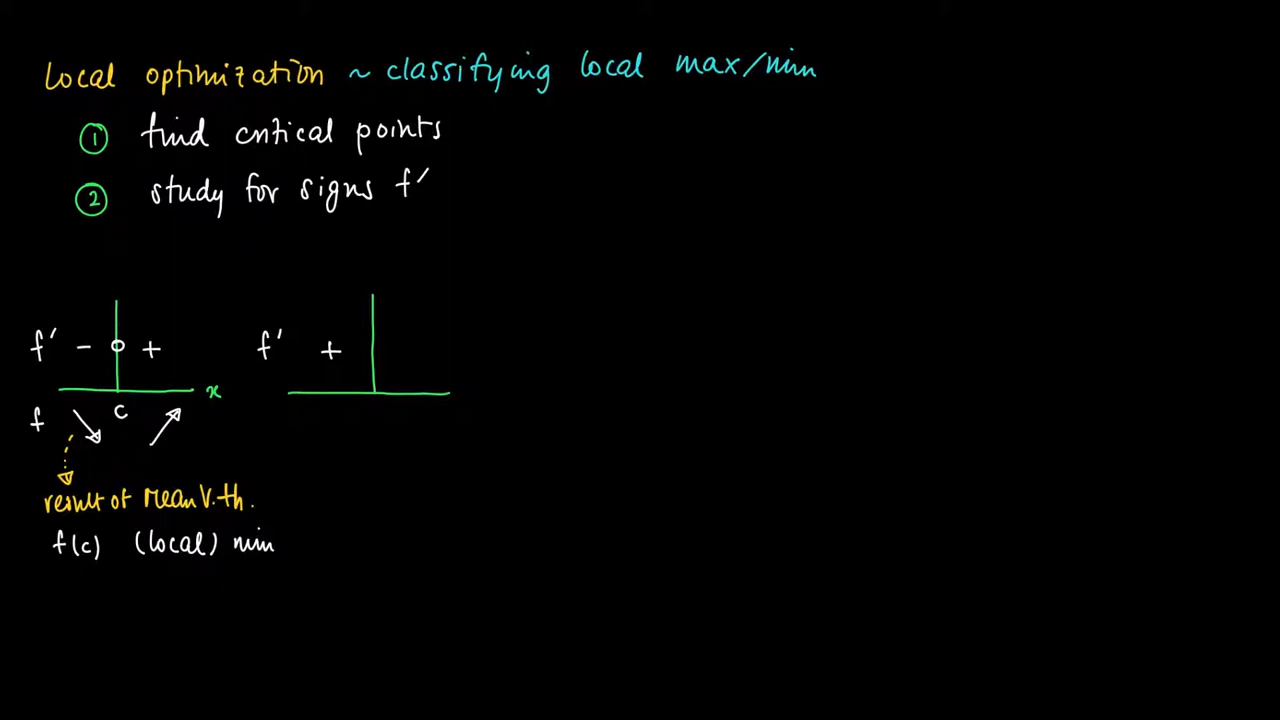 local optimization ~ classifying local max/min
① find critical points
② study for signs f'
f' - 0 + f' +
x
f c
result of Mean V.th.
f(c) (local) min